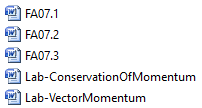 FA07.1
FA07.2
FA07.3
Lab-ConservationOfMomentum
Lab-VectorMomentum